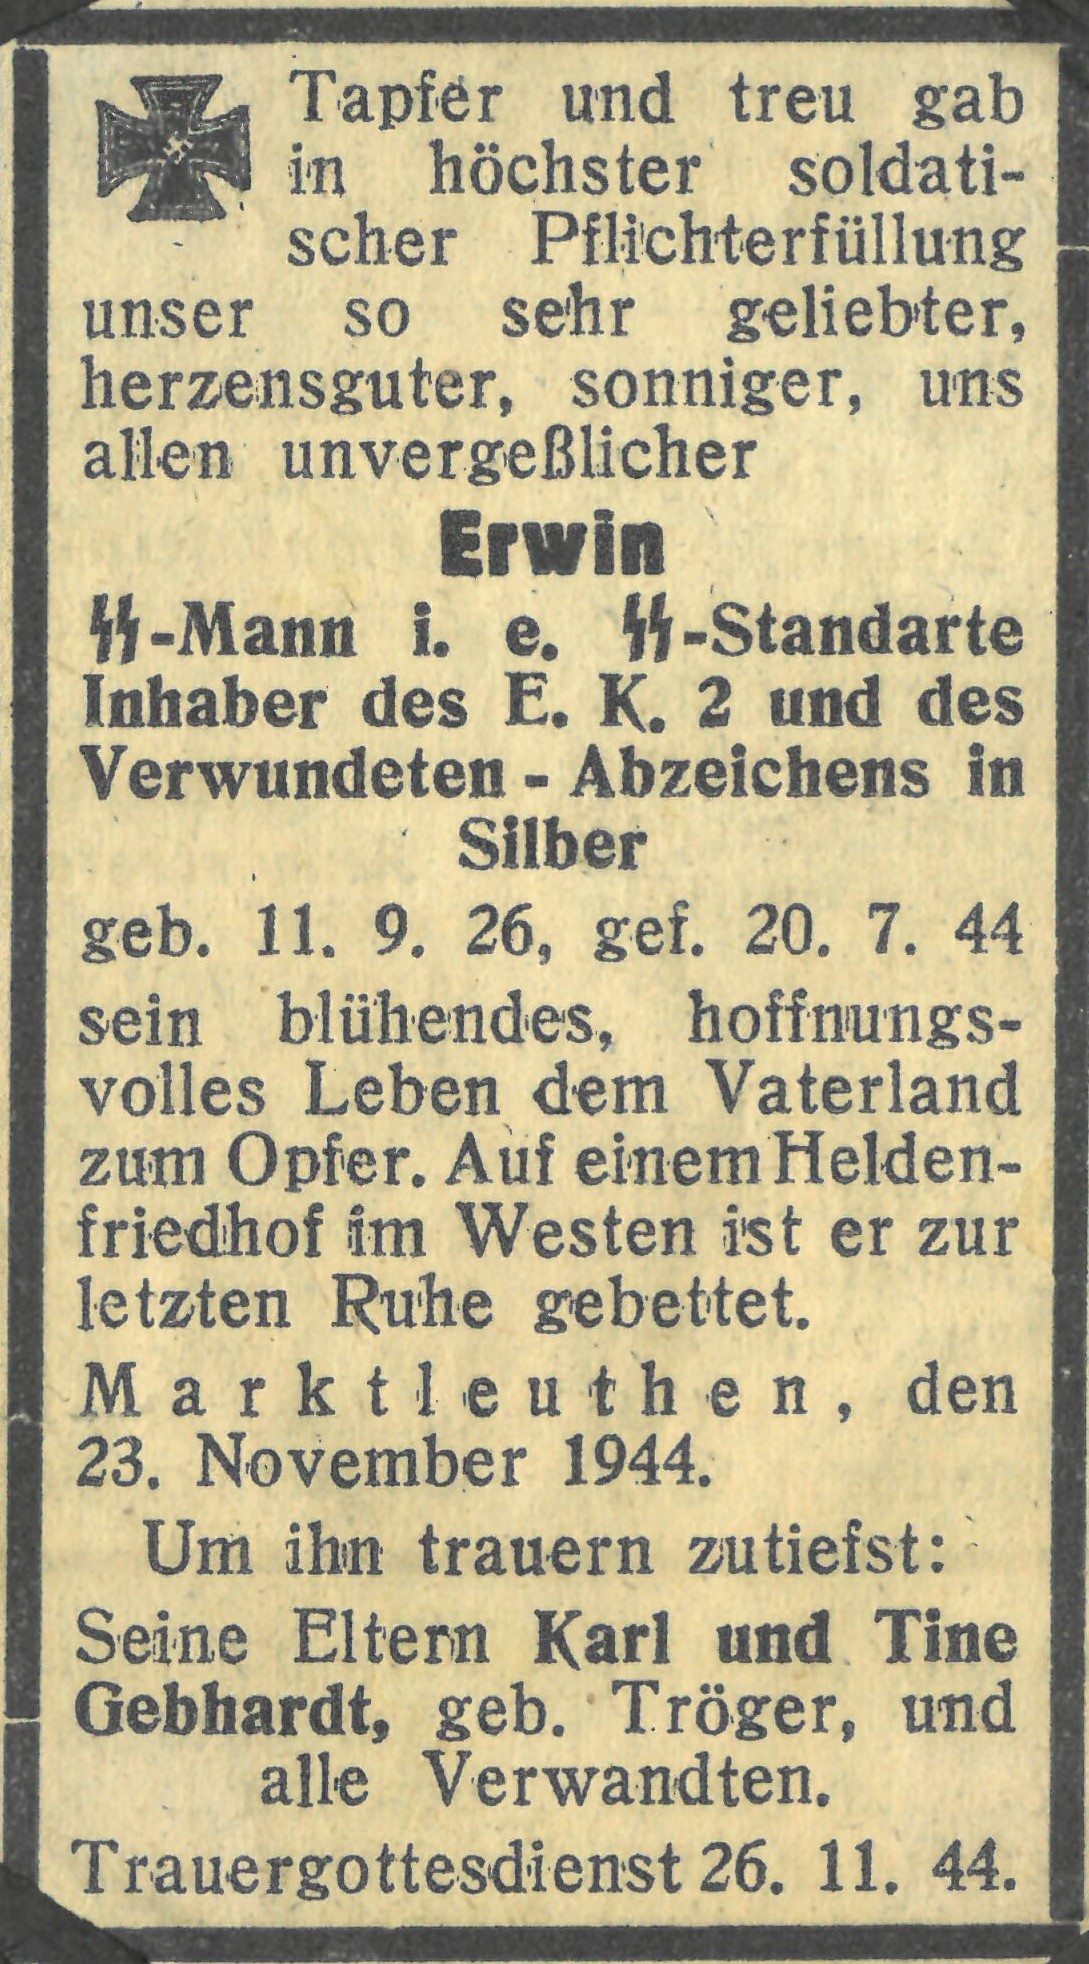 Tapfer und treu gab
in höchster soldati-
scher Pflichterfüllung
unser so sehr geliebter,
herzensguter, sonniger, uns
allen unvergeßlicher
Erwin
SS-Mann i. e. SS-Standarte
Inhaber des E. K. 2 und des
Verwundeten - Abzeichens in
Silber
geb. 11. 9. 26, gef. 20. 7. 44
sein blühendes, hoffnungs-
volles Leben dem Vaterland
zum Opfer. Auf einem Helden-
friedhof im Westen ist er zur
letzten Ruhe gebettet.
Marktleuthen, den
23. November 1944.
Um ihn trauern zutiefst:
Seine Eltern Karl und Tine
Gebhardt, geb. Tröger, und
alle Verwandten.
Trauergottesdienst 26. 11. 44.